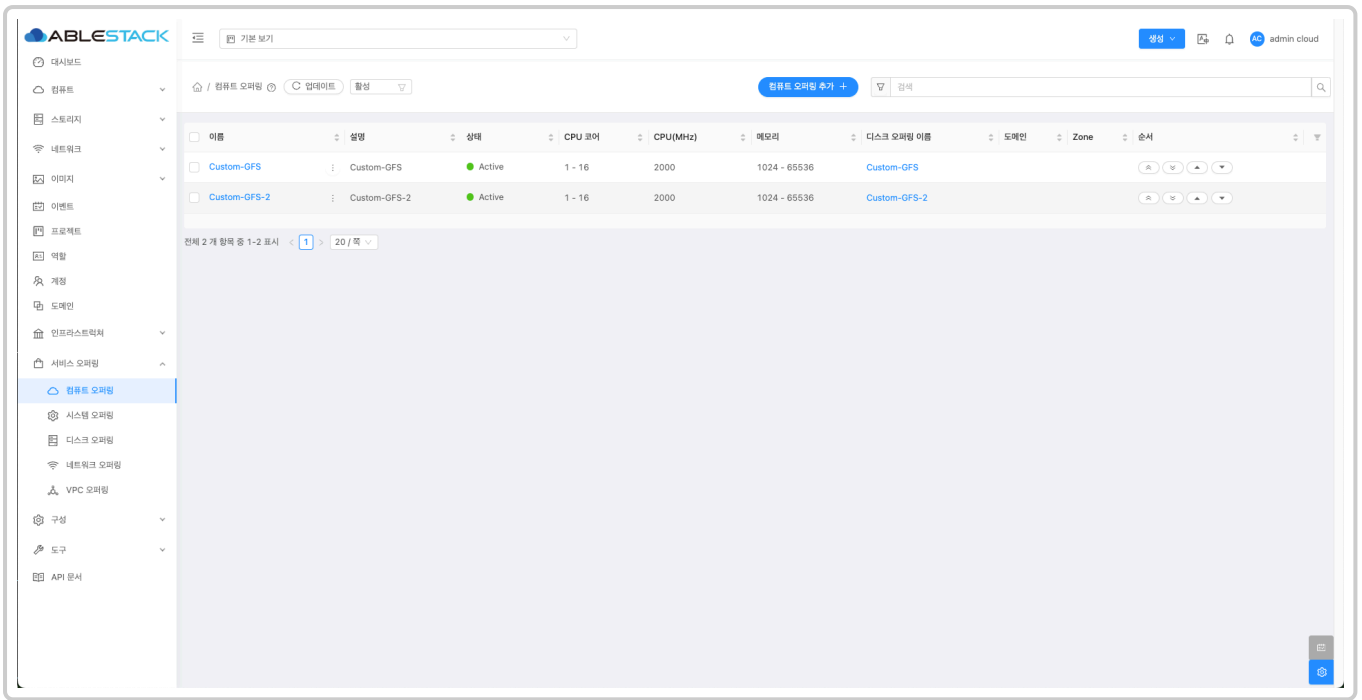 ABLESTACK
기본 보기
생성
AC admin cloud
대시보드
컴퓨트
스토리지
네트워크
이미지
이벤트
프로젝트
역할
계정
도메인
인프라스트럭쳐
서비스 오퍼링
컴퓨트 오퍼링
시스템 오퍼링
디스크 오퍼링
네트워크 오퍼링
VPC 오퍼링
구성
도구
API 문서
/ 컴퓨트 오퍼링 업데이트 활성
컴퓨트 오퍼링 추가 +
검색
이름 설명 상태 CPU 코어 CPU(MHz) 메모리 디스크 오퍼링 이름 도메인 Zone 순서
Custom-GFS Custom-GFS Active 1 - 16 2000 1024 - 65536 Custom-GFS
Custom-GFS-2 Custom-GFS-2 Active 1 - 16 2000 1024 - 65536 Custom-GFS-2
전체 2 개 항목 중 1-2 표시 < 1 > 20 / 쪽